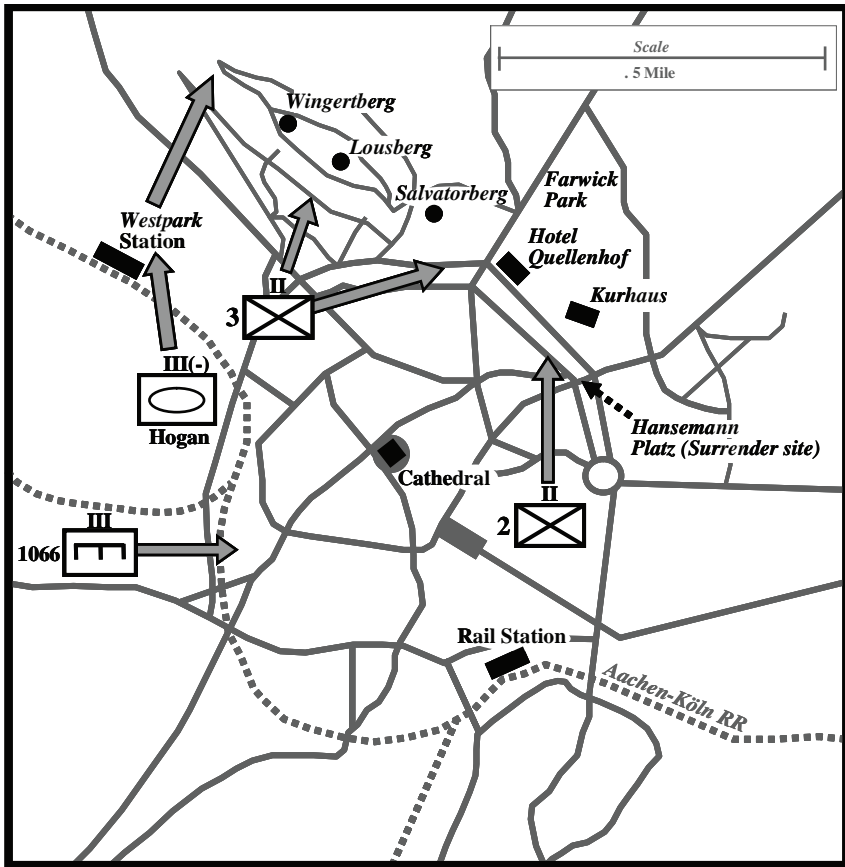 Scale
.5 Mile
Wingertberg
Lousberg
Salvatorberg
Farwick
Park
Westpark
Station
Hotel
Quellenhof
Kurhaus
II
3
III(-)
Hogan
Hansemann
Platz (Surrender site)
Cathedral
II
2
III
1066
Rail Station
Aachen-Köln RR